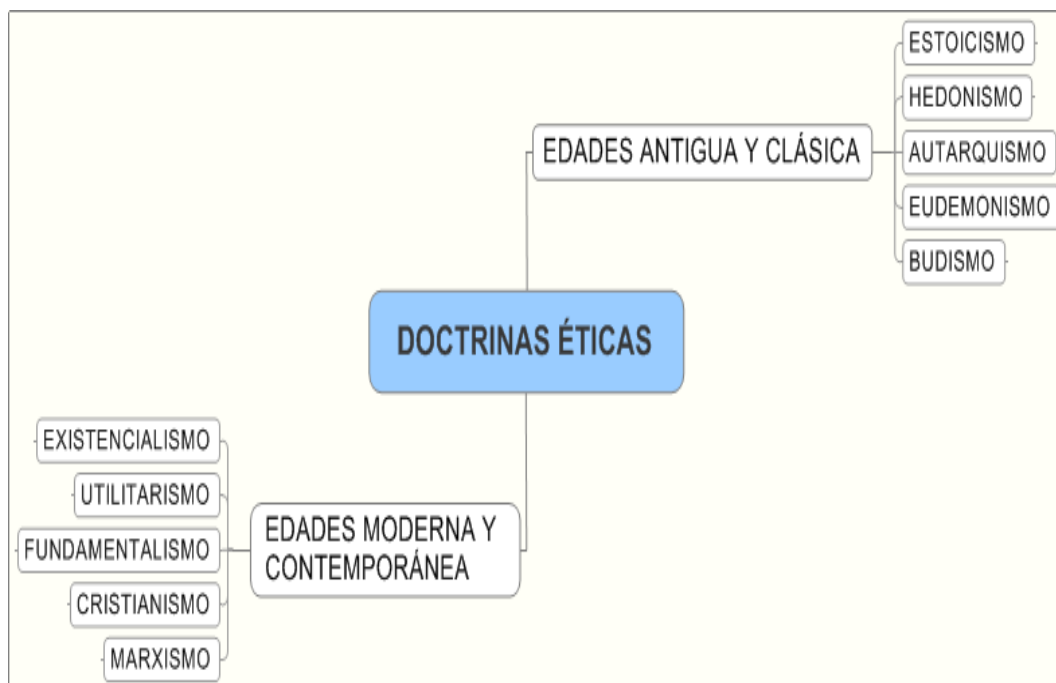 ESTOICISMO
HEDONISMO
EDADES ANTIGUA Y CLÁSICA
AUTARQUISMO
EUDEMONISMO
BUDISMO
DOCTRINAS ÉTICAS
EXISTENCIALISMO
UTILITARISMO
EDADES MODERNA Y
CONTEMPORÁNEA
FUNDAMENTALISMO
CRISTIANISMO
MARXISMO